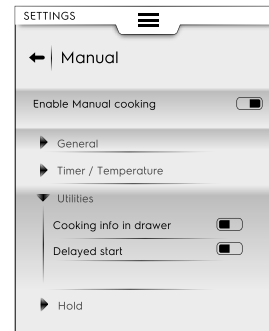 SETTINGS
Manual
Enable Manual cooking
General
Timer / Temperature
Utilities
Cooking info in drawer
Delayed start
Hold